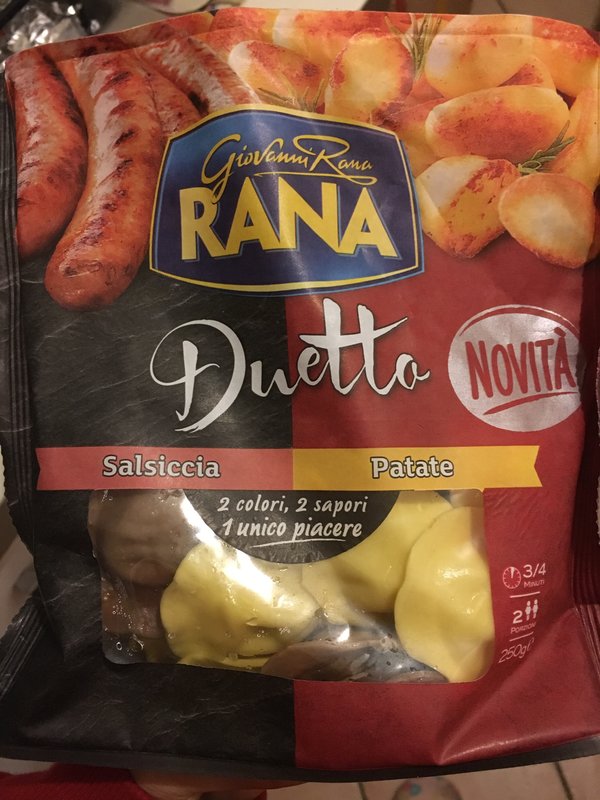 Giovanni Rana
RANA
Duetto
NOVITÀ
Salsiccia Patate
2 colori, 2 sapori
1 unico piacere
3/4
MINUTI
2
PORZIONI
250g e